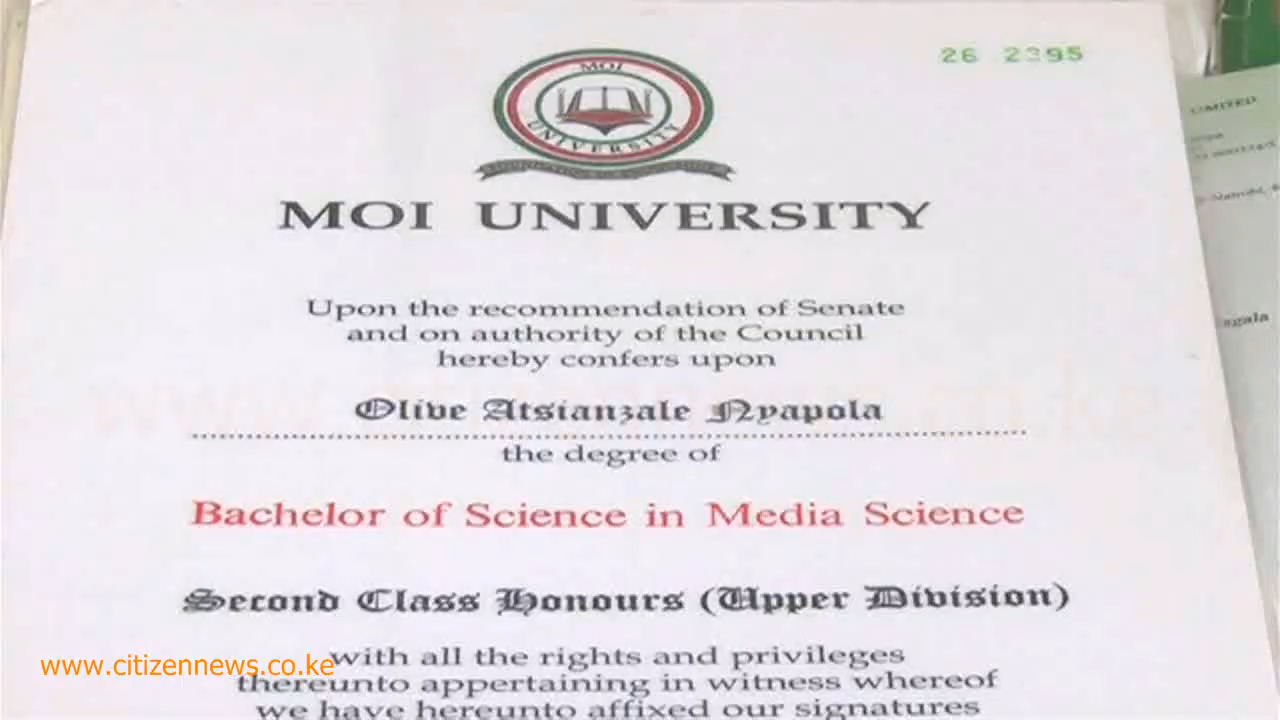 26 2395
MOI
UNIVERSITY
MOI UNIVERSITY
Upon the recommendation of Senate
and on authority of the Council
hereby confers upon
Olive Atsianzale Nyapola
the degree of
Bachelor of Science in Media Science
Second Class Honours (Upper Division)
with all the rights and privileges
thereunto appertaining in witness whereof
we have hereunto affixed our signatures
www.citizennews.co.ke